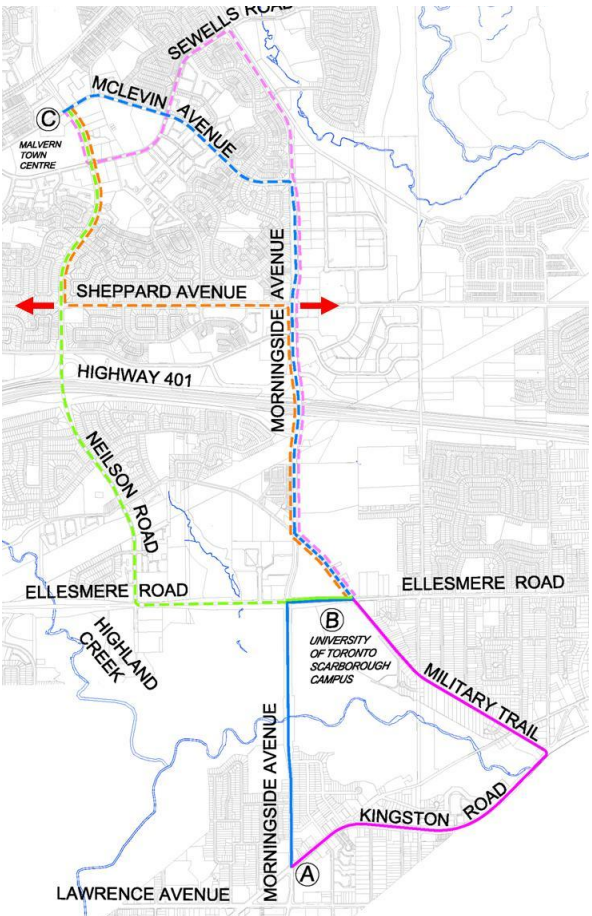 SEWELLS ROAD
MCLEVIN AVENUE
C
MALVERN
TOWN
CENTRE
MORNINGSIDE AVENUE
SHEPPARD AVENUE
HIGHWAY 401
NEILSON ROAD
ELLESMERE ROAD
ELLESMERE ROAD
B
UNIVERSITY
OF TORONTO
SCARBOROUGH
CAMPUS
HIGHLAND
CREEK
MILITARY TRAIL
MORNINGSIDE AVENUE
KINGSTON ROAD
A
LAWRENCE AVENUE